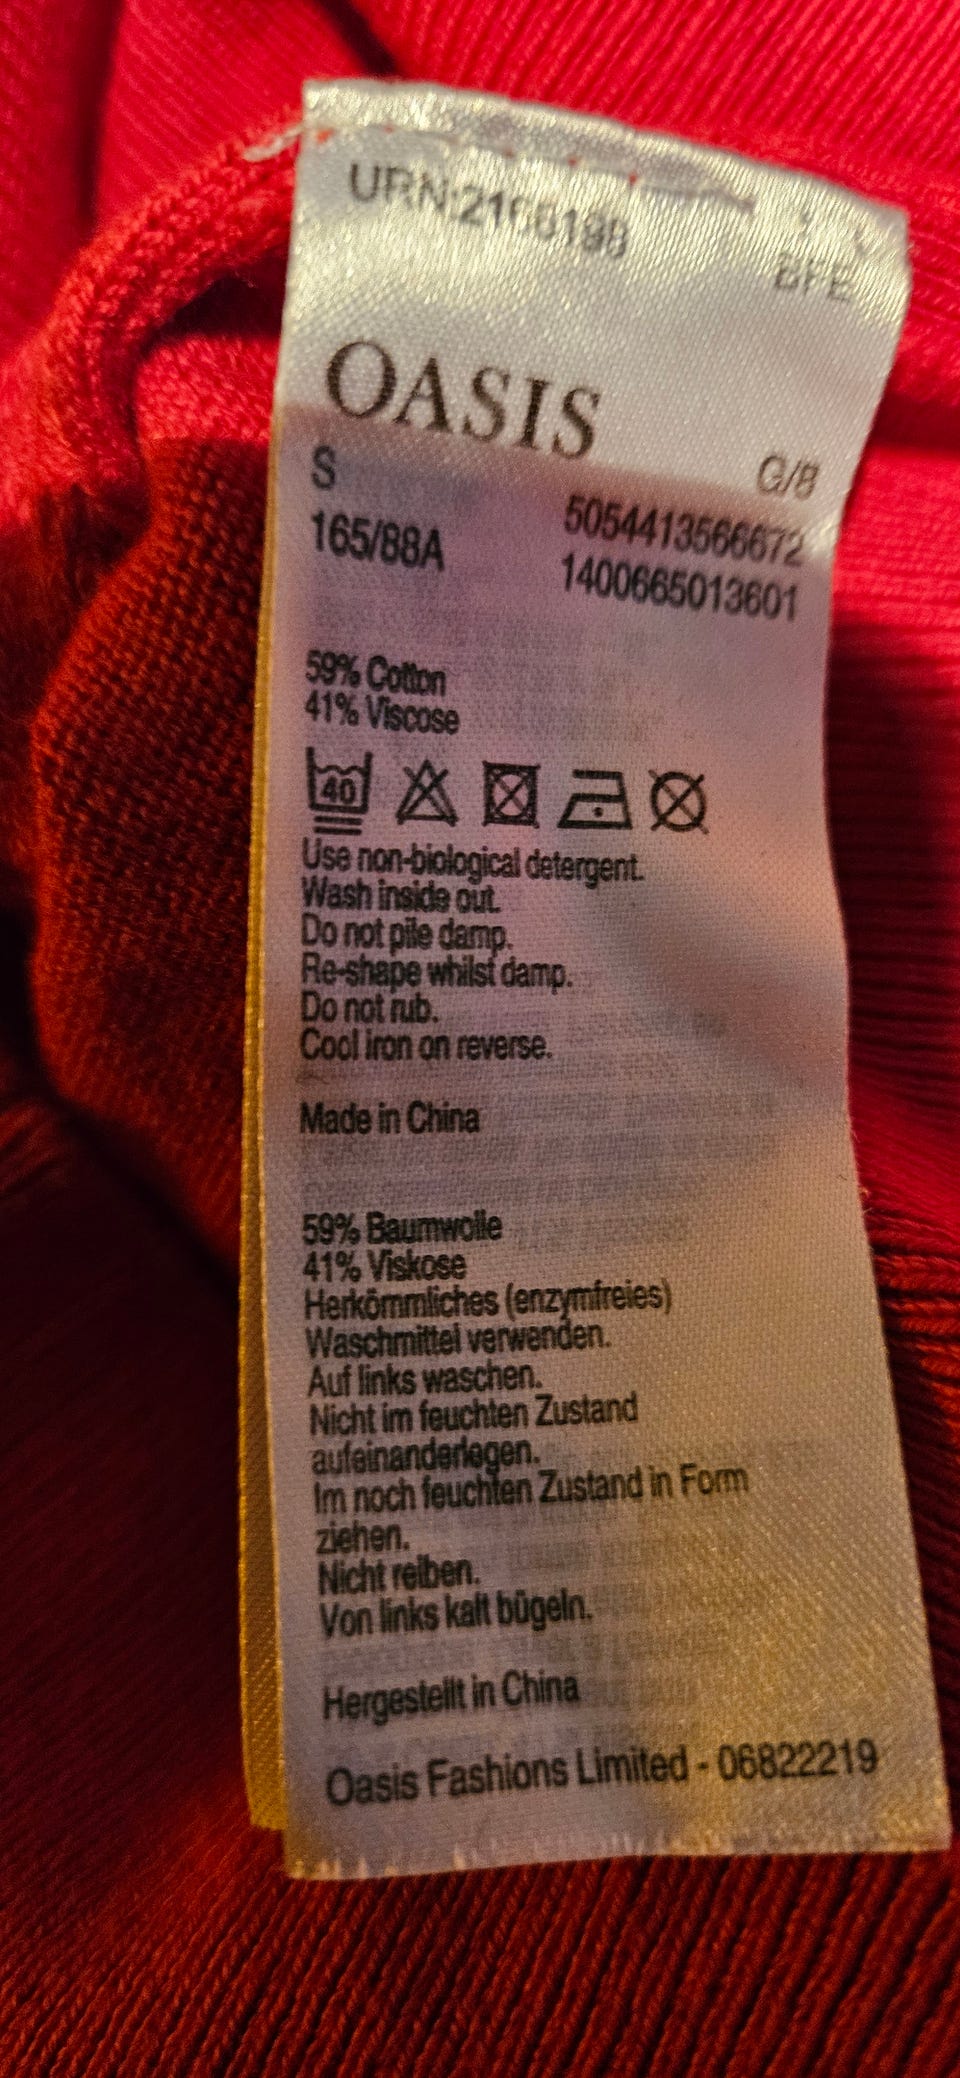 URN:2166198
BFE
OASIS
S
G/8
165/88A
5054413566672
1400665013601
59% Cotton
41% Viscose
40
Use non-biological detergent.
Wash inside out.
Do not pile damp.
Re-shape whilst damp.
Do not rub.
Cool iron on reverse.
Made in China
59% Baumwolle
41% Viskose
Herkömmliches (enzymfreies)
Waschmittel verwenden.
Auf links waschen.
Nicht im feuchten Zustand
aufeinanderlegen.
Im noch feuchten Zustand in Form
ziehen.
Nicht reiben.
Von links kalt bügeln.
Hergestellt in China
Oasis Fashions Limited - 06822219